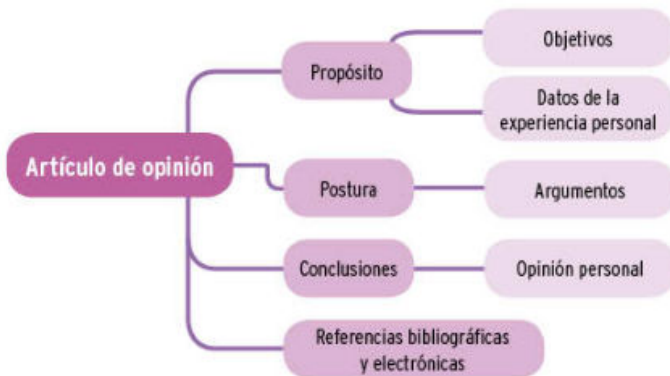 Artículo de opinión
Propósito
Objetivos
Datos de la
experiencia personal
Postura
Argumentos
Conclusiones
Opinión personal
Referencias bibliográficas
y electrónicas